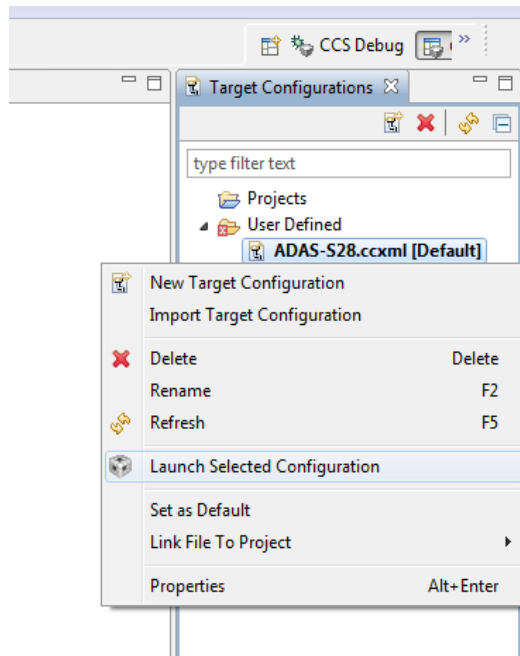 CCS Debug
Target Configurations
type filter text
Projects
User Defined
ADAS-S28.ccxml [Default]
New Target Configuration
Import Target Configuration
Delete Delete
Rename F2
Refresh F5
Launch Selected Configuration
Set as Default
Link File To Project
Properties Alt+Enter